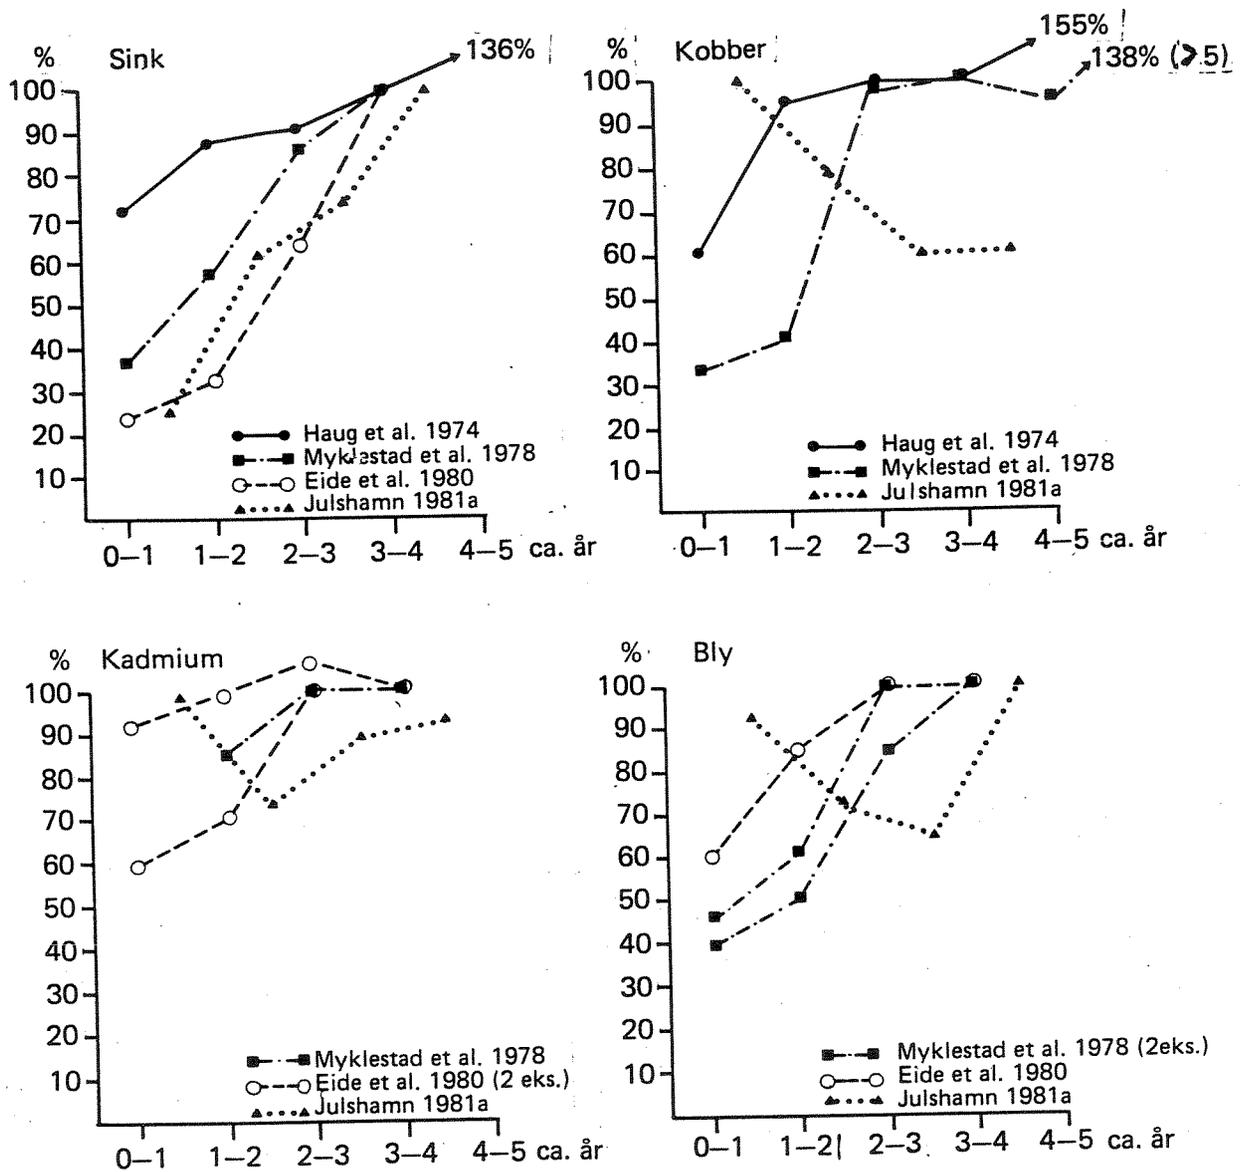 % Sink 136%
100
90
80
70
60
50
40
30
20
10
Haug et al. 1974
Myklestad et al. 1978
Eide et al. 1980
Julshamn 1981a
0–1 1–2 2–3 3–4 4–5 ca. år
% Kobber 155%
138% (≥5)
100
90
80
70
60
50
40
30
20
10
Haug et al. 1974
Myklestad et al. 1978
Julshamn 1981a
0–1 1–2 2–3 3–4 4–5 ca. år
% Kadmium
100
90
80
70
60
50
40
30
20
10
Myklestad et al. 1978
Eide et al. 1980 (2 eks.)
Julshamn 1981a
0–1 1–2 2–3 3–4 4–5 ca. år
% Bly
100
90
80
70
60
50
40
30
20
10
Myklestad et al. 1978 (2eks.)
Eide et al. 1980
Julshamn 1981a
0–1 1–2 2–3 3–4 4–5 ca. år